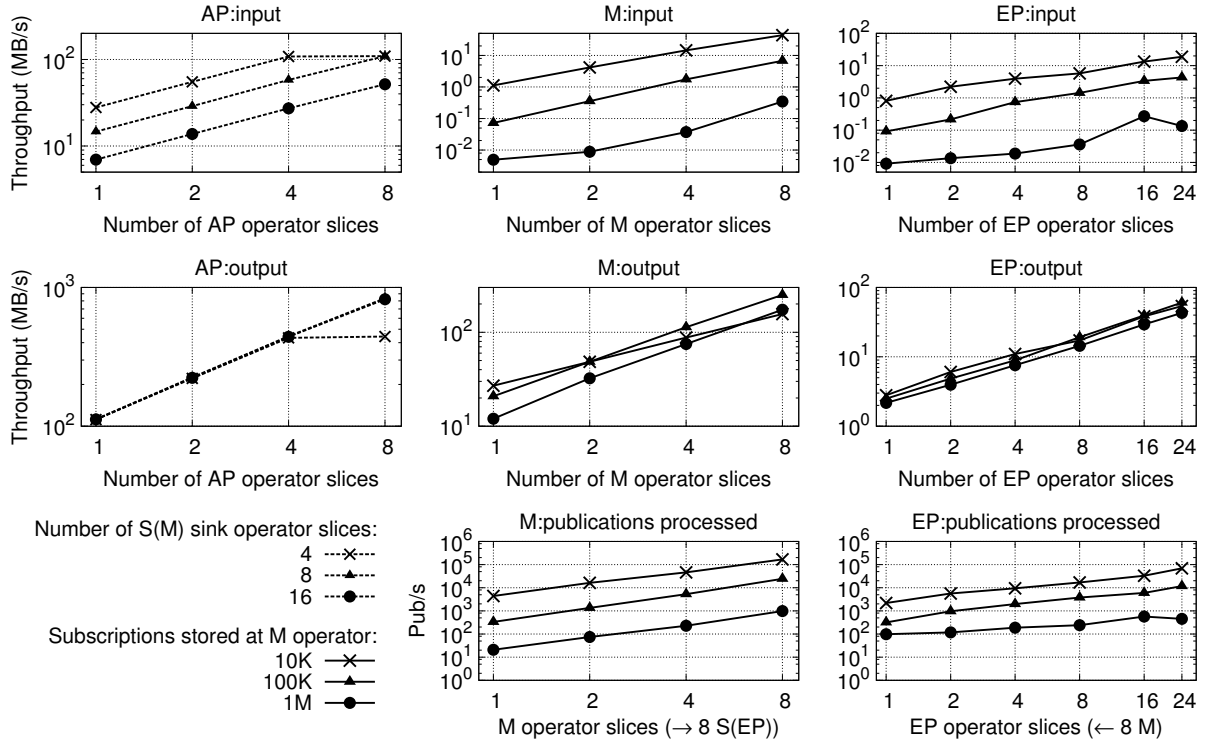 AP:input
M:input
EP:input
Throughput (MB/s)
10^2
10^1
1 2 4 8
Number of AP operator slices
10^1
10^0
10^-1
10^-2
1 2 4 8
Number of M operator slices
10^2
10^1
10^0
10^-1
10^-2
1 2 4 8 16 24
Number of EP operator slices
AP:output
M:output
EP:output
Throughput (MB/s)
10^3
10^2
1 2 4 8
Number of AP operator slices
10^2
10^1
1 2 4 8
Number of M operator slices
10^2
10^1
10^0
1 2 4 8 16 24
Number of EP operator slices
Number of S(M) sink operator slices:
4
8
16
Subscriptions stored at M operator:
10K
100K
1M
M:publications processed
Pub/s
10^6
10^5
10^4
10^3
10^2
10^1
10^0
1 2 4 8
M operator slices (→ 8 S(EP))
EP:publications processed
10^6
10^5
10^4
10^3
10^2
10^1
10^0
1 2 4 8 16 24
EP operator slices (← 8 M)